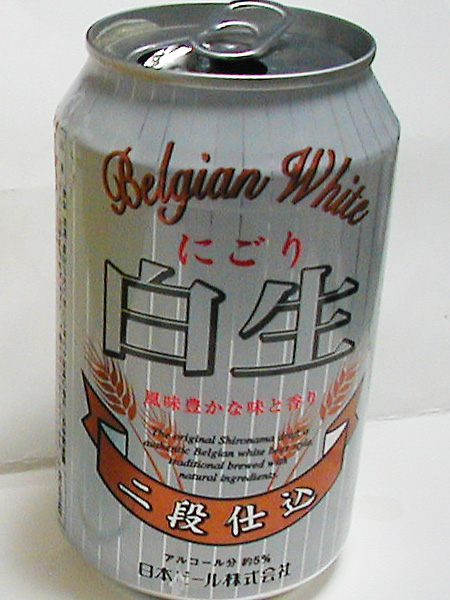 Belgian White
にごり
白生
風味豊かな味と香り
The original Shironama
authentic Belgian white beer
traditional brewed with
natural ingredients.
二段仕込
アルコール分 約5%
日本ビール株式会社